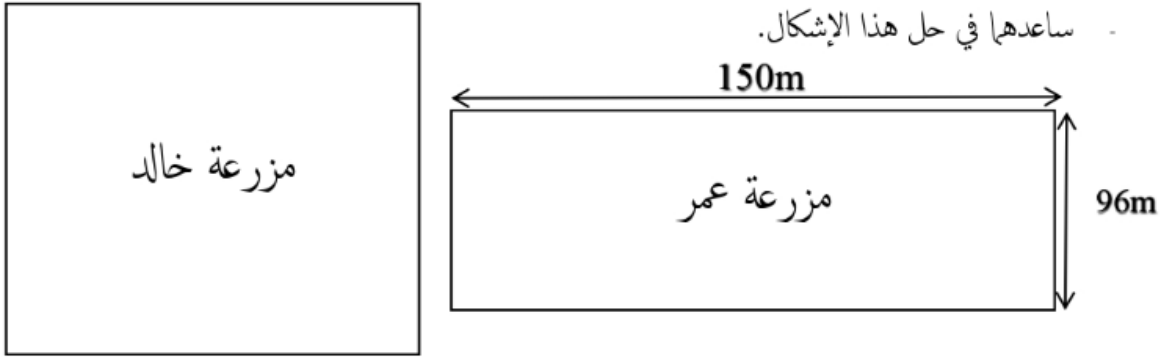 - ساعدهما في حل هذا الإشكال.
150m
مزرعة خالد
مزرعة عمر
96m